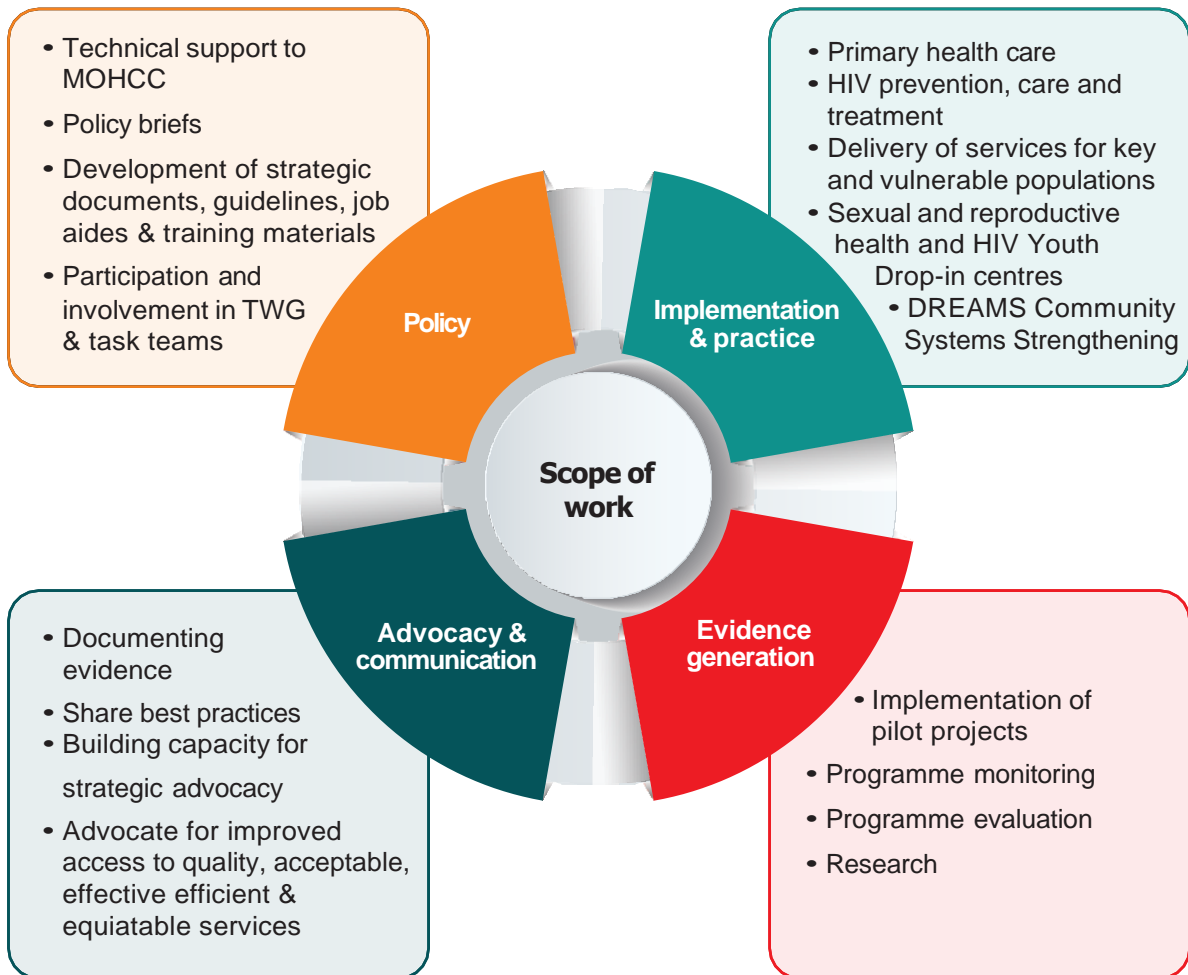 • Technical support to
MOHCC
• Policy briefs
• Development of strategic
documents, guidelines, job
aides & training materials
• Participation and
involvement in TWG
& task teams
• Primary health care
• HIV prevention, care and
treatment
• Delivery of services for key
and vulnerable populations
• Sexual and reproductive
health and HIV Youth
Drop-in centres
• DREAMS Community
Systems Strengthening
Policy
Implementation
& practice
Scope of
work
Advocacy &
communication
Evidence
generation
• Documenting
evidence
• Share best practices
• Building capacity for
strategic advocacy
• Advocate for improved
access to quality, acceptable,
effective efficient &
equiatable services
• Implementation of
pilot projects
• Programme monitoring
• Programme evaluation
• Research